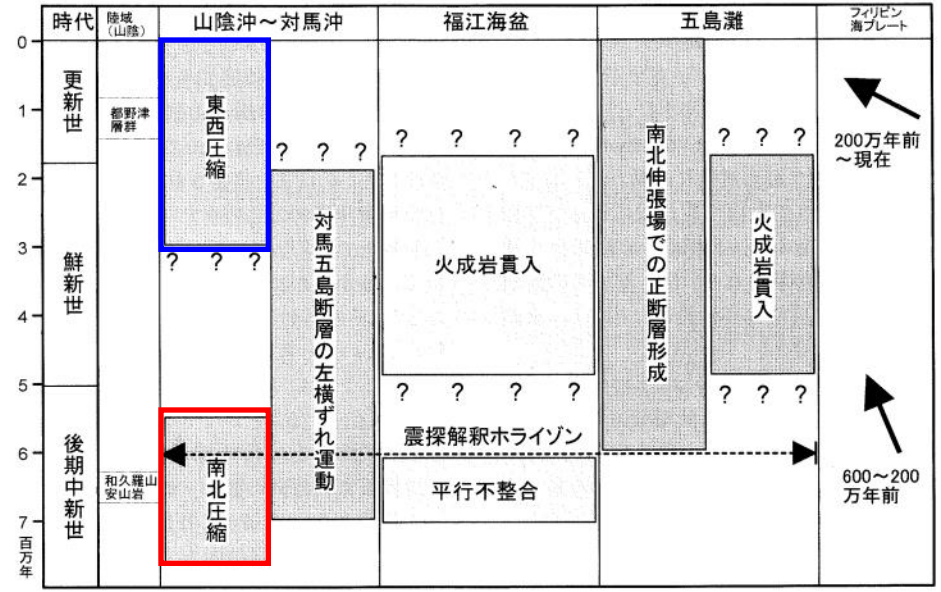 時代
陸域
(山陰)
山陰沖～対馬沖
福江海盆
五島灘
フィリピン
海プレート
0
1
2
3
4
5
6
7
百万年
更新世
鮮新世
後期中新世
都野津
層群
和久羅山
安山岩
東西圧縮
? ? ?
南北圧縮
? ? ?
対馬五島断層の左横ずれ運動
? ? ? ?
火成岩貫入
? ? ? ?
震探解釈ホライゾン
平行不整合
南北伸張場での正断層形成
? ? ?
火成岩貫入
? ? ?
200万年前
～現在
600～200
万年前